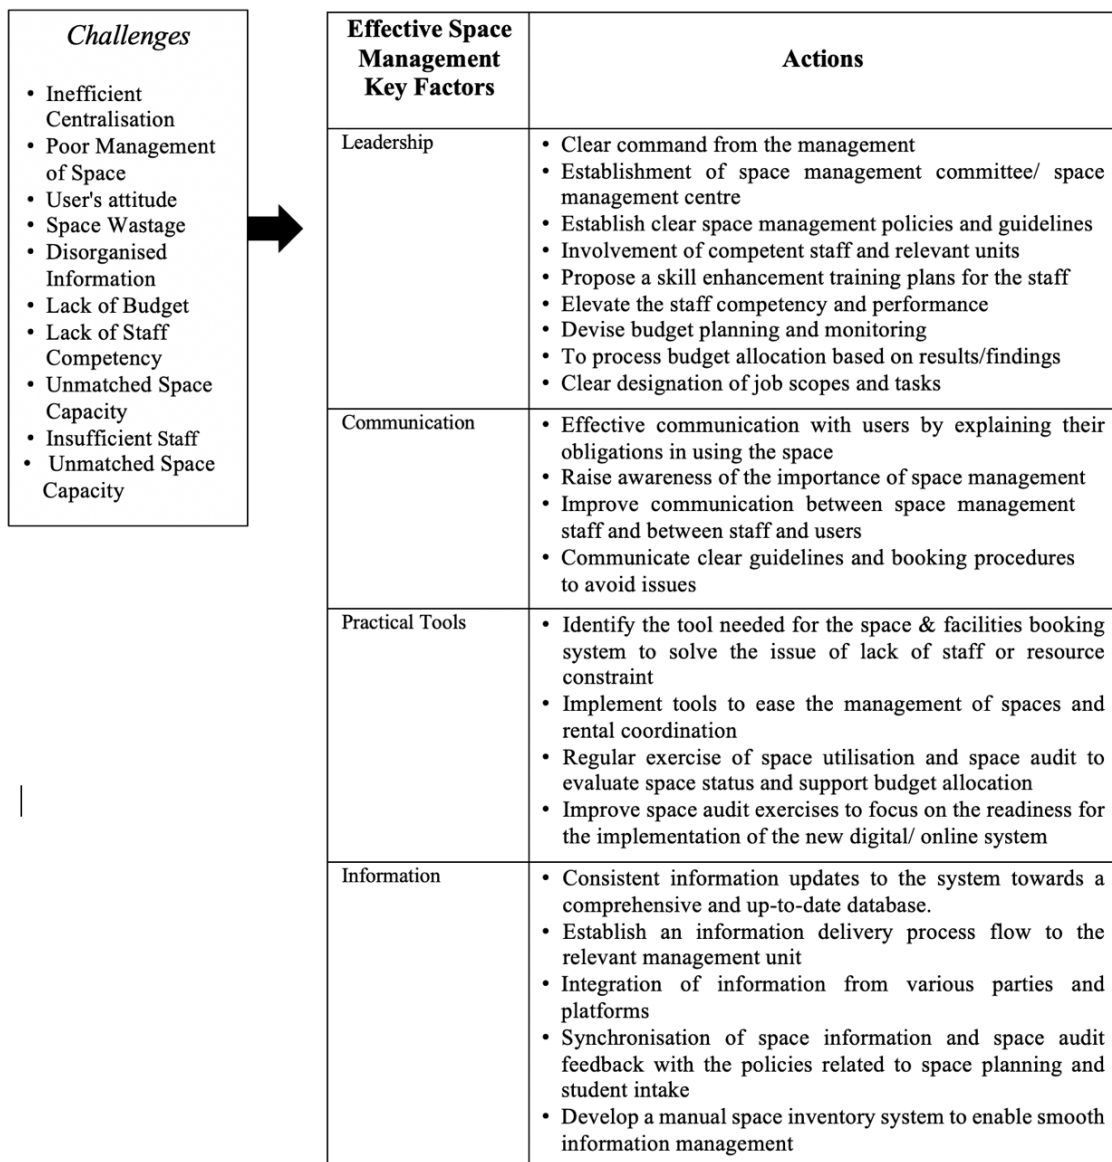 Challenges
• Inefficient
Centralisation
• Poor Management
of Space
• User's attitude
• Space Wastage
• Disorganised
Information
• Lack of Budget
• Lack of Staff
Competency
• Unmatched Space
Capacity
• Insufficient Staff
• Unmatched Space
Capacity
Effective Space
Management
Key Factors
Actions
Leadership
• Clear command from the management
• Establishment of space management committee/ space
management centre
• Establish clear space management policies and guidelines
• Involvement of competent staff and relevant units
• Propose a skill enhancement training plans for the staff
• Elevate the staff competency and performance
• Devise budget planning and monitoring
• To process budget allocation based on results/findings
• Clear designation of job scopes and tasks
Communication
• Effective communication with users by explaining their
obligations in using the space
• Raise awareness of the importance of space management
• Improve communication between space management
staff and between staff and users
• Communicate clear guidelines and booking procedures
to avoid issues
Practical Tools
• Identify the tool needed for the space & facilities booking
system to solve the issue of lack of staff or resource
constraint
• Implement tools to ease the management of spaces and
rental coordination
• Regular exercise of space utilisation and space audit to
evaluate space status and support budget allocation
• Improve space audit exercises to focus on the readiness for
the implementation of the new digital/ online system
Information
• Consistent information updates to the system towards a
comprehensive and up-to-date database.
• Establish an information delivery process flow to the
relevant management unit
• Integration of information from various parties and
platforms
• Synchronisation of space information and space audit
feedback with the policies related to space planning and
student intake
• Develop a manual space inventory system to enable smooth
information management